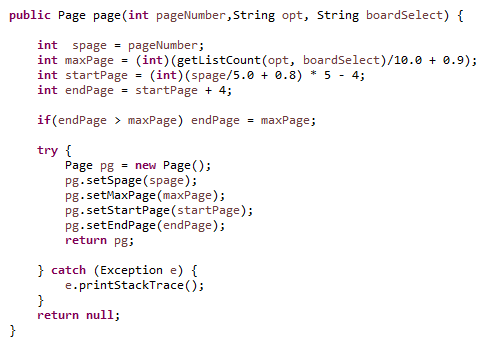 public Page page(int pageNumber,String opt, String boardSelect) {
int  spage = pageNumber;
int maxPage = (int)(getListCount(opt, boardSelect)/10.0 + 0.9);
int startPage = (int)(spage/5.0 + 0.8) * 5 - 4;
int endPage = startPage + 4;
if(endPage > maxPage) endPage = maxPage;
try {
Page pg = new Page();
pg.setSpage(spage);
pg.setMaxPage(maxPage);
pg.setStartPage(startPage);
pg.setEndPage(endPage);
return pg;
} catch (Exception e) {
e.printStackTrace();
}
return null;
}